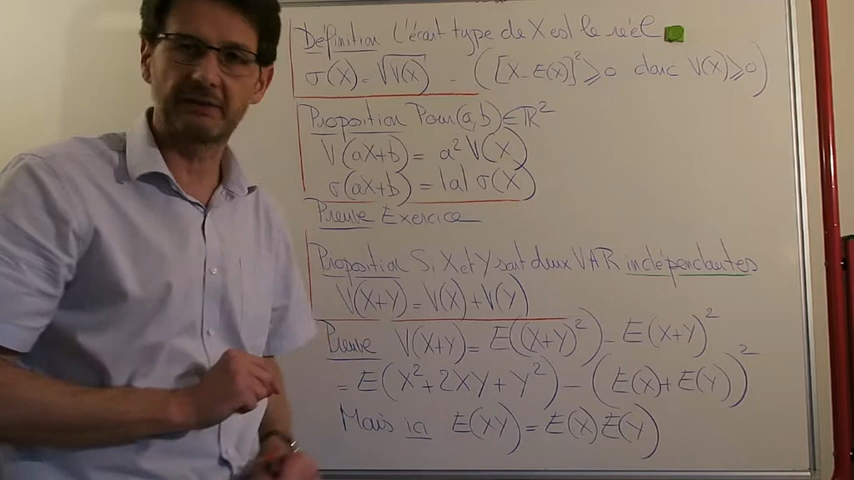 Définition L'écart type de X est le réel
σ(X) = √V(X) - ([X-E(X)]² ≥ 0 donc V(X) ≥ 0)
Proposition Pour (a,b) ∈ ℝ²
V(aX+b) = a² V(X)
σ(aX+b) = |a| σ(X)
Preuve Exercice
Proposition Si X et Y sont deux VAR indépendantes
V(X+Y) = V(X) + V(Y)
Preuve V(X+Y) = E((X+Y)²) - E(X+Y)²
= E(X² + 2XY + Y²) - (E(X) + E(Y))²
Mais ici E(XY) = E(X)E(Y)